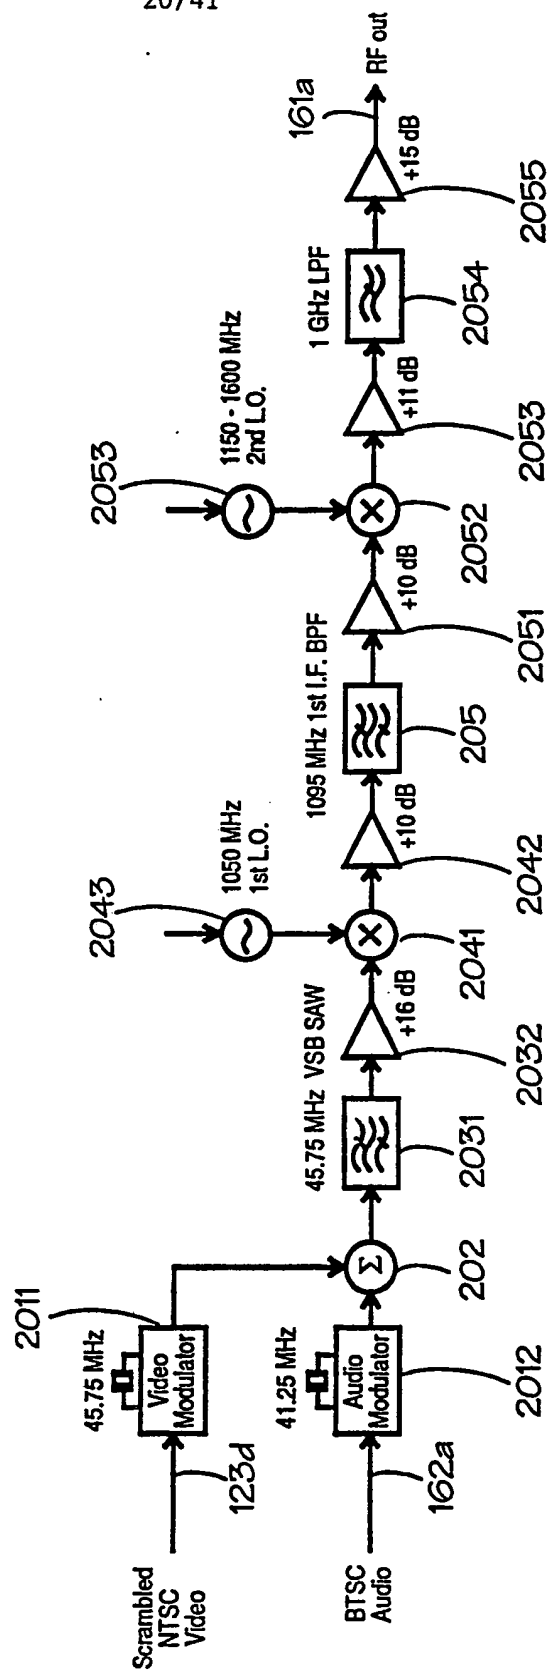 20/41
Scrambled
NTSC
Video
123d
45.75 MHz
Video
Modulator
2011
BTSC
Audio
162a
41.25 MHz
Audio
Modulator
2012
Σ
202
45.75 MHz VSB SAW
2031
+16 dB
2032
2043
1050 MHz
1st L.O.
2041
+10 dB
2042
1095 MHz 1st I.F. BPF
205
+10 dB
2051
2053
1150 - 1600 MHz
2nd L.O.
2052
+11 dB
2053
1 GHz LPF
2054
+15 dB
2055
161a
RF out